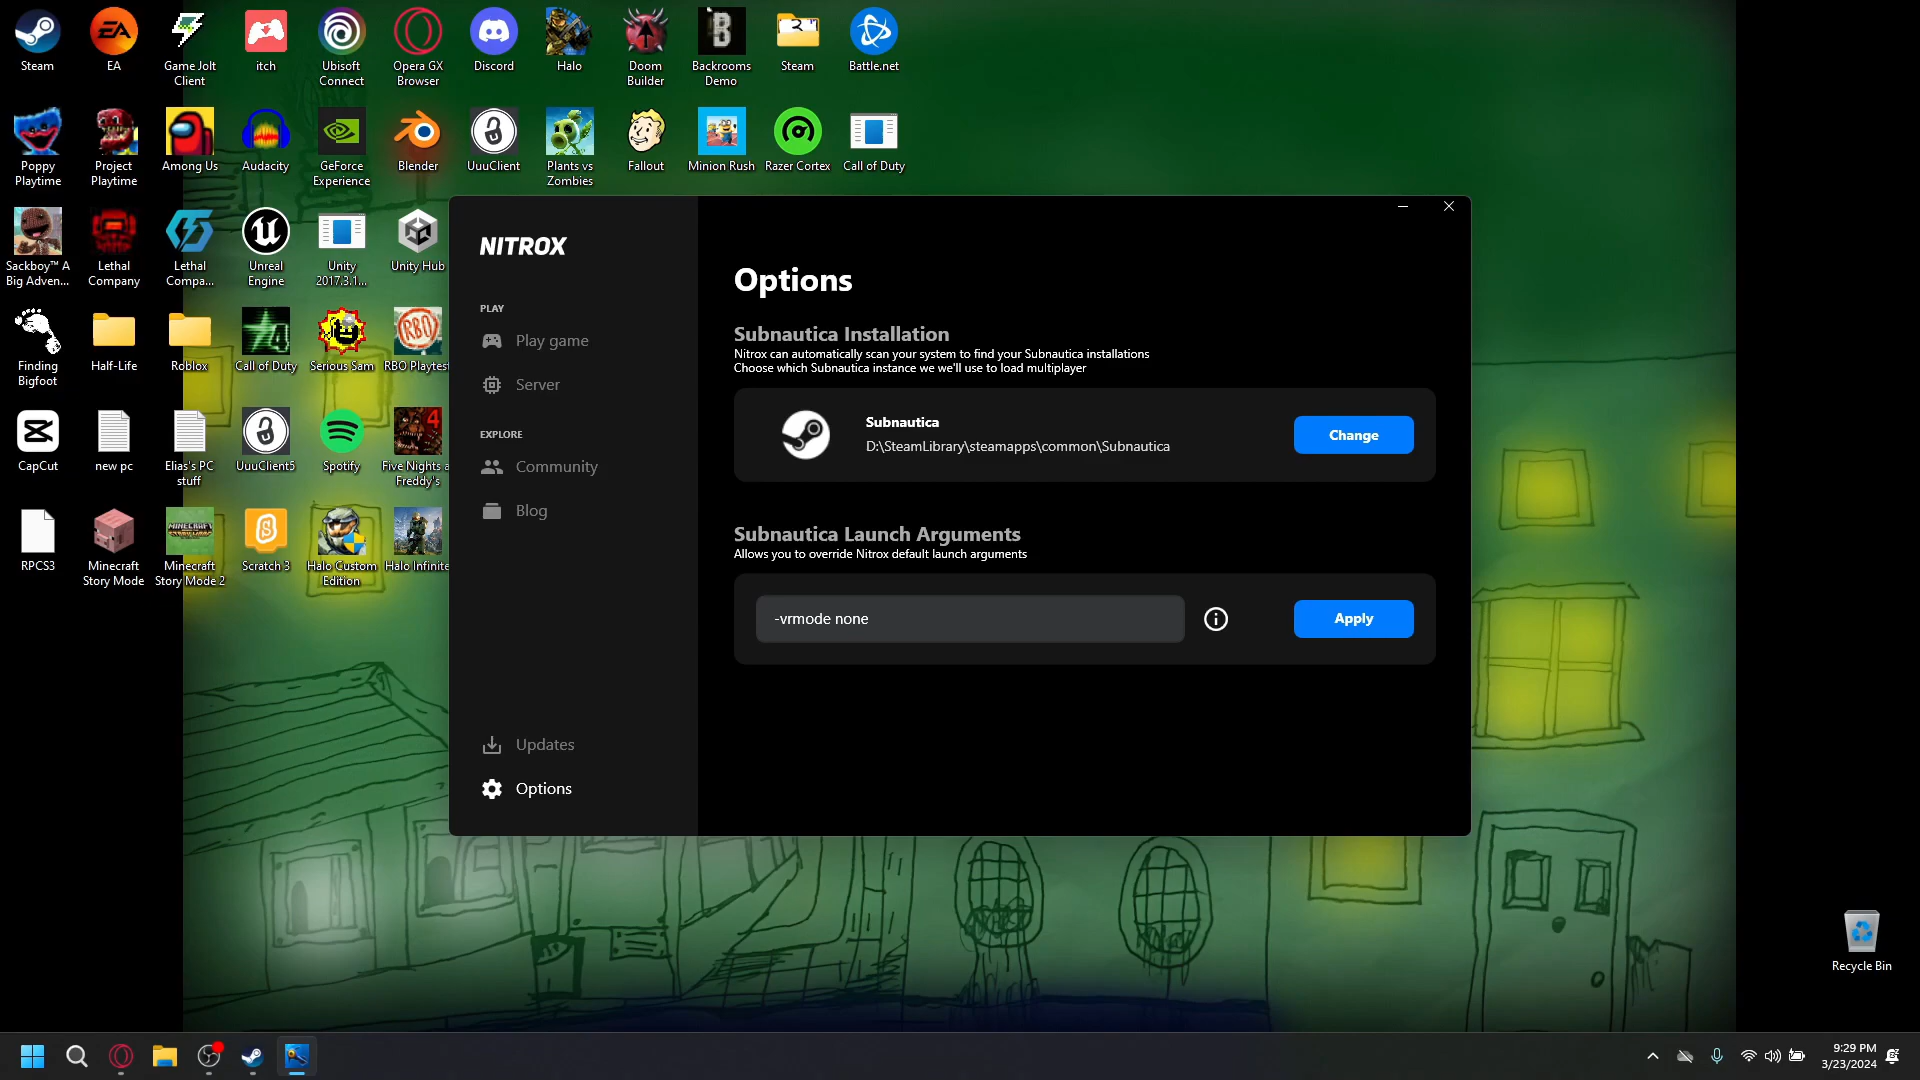 Steam
EA
Game Jolt
Client
itch
Ubisoft
Connect
Opera GX
Browser
Discord
Halo
Doom
Builder
Backrooms
Demo
Steam
Battle.net
Poppy
Playtime
Project
Playtime
Among Us
Audacity
GeForce
Experience
Blender
UuuClient
Plants vs
Zombies
Fallout
Minion Rush
Razer Cortex
Call of Duty
Sackboy™ A
Big Adven...
Lethal
Company
Lethal
Compa...
Unreal
Engine
Unity
2017.3.1...
Unity Hub
Finding
Bigfoot
Half-Life
Roblox
Call of Duty
Serious Sam
RBO Playtest
CapCut
new pc
Elias's PC
stuff
UuuClient5
Spotify
Five Nights a
Freddy's
RPCS3
Minecraft
Story Mode
Minecraft
Story Mode 2
Scratch 3
Halo Custom
Edition
Halo Infinite
NITROX
PLAY
Play game
Server
EXPLORE
Community
Blog
Updates
Options
Options
Subnautica Installation
Nitrox can automatically scan your system to find your Subnautica installations
Choose which Subnautica instance we we'll use to load multiplayer
Subnautica
D:\SteamLibrary\steamapps\common\Subnautica
Change
Subnautica Launch Arguments
Allows you to override Nitrox default launch arguments
-vrmode none
Apply
Recycle Bin
9:29 PM
3/23/2024